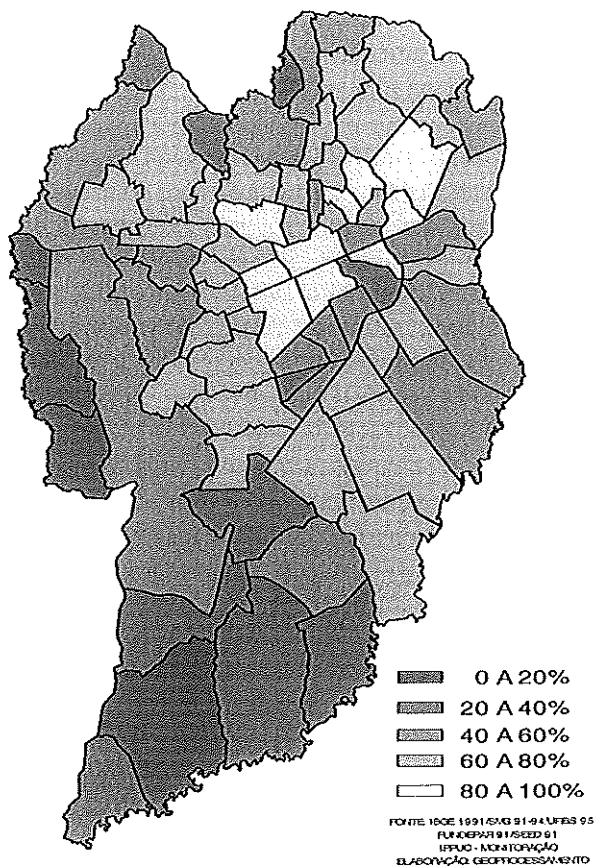 0 A 20%
20 A 40%
40 A 60%
60 A 80%
80 A 100%
FONTE IBGE 1991/SMG 91-94/UFBS 95
FUNDEPAR 91/SEED 91
IPPUC - MONITORAÇÃO
ELABORAÇÃO: GEOPROCESSAMENTO